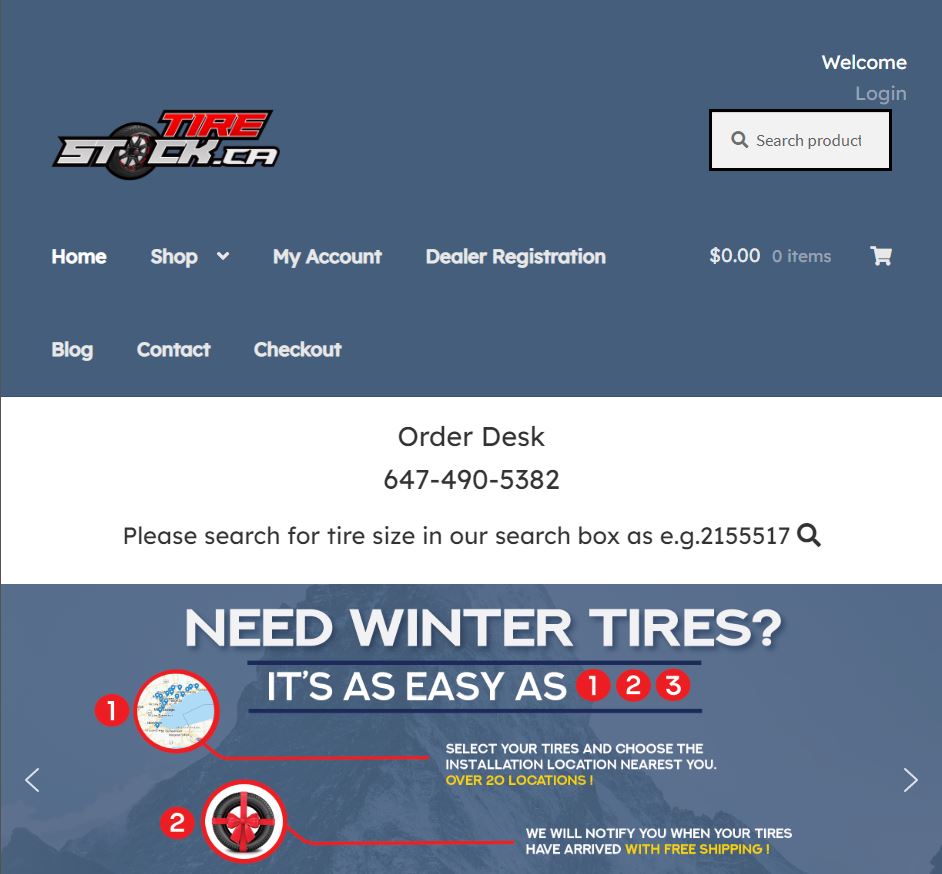 Welcome
Login
TIRE
STOCK.CA
Search product
Home Shop My Account Dealer Registration $0.00 0 items
Blog Contact Checkout
Order Desk
647-490-5382
Please search for tire size in our search box as e.g.2155517
NEED WINTER TIRES?
IT'S AS EASY AS 1 2 3
1
SELECT YOUR TIRES AND CHOOSE THE
INSTALLATION LOCATION NEAREST YOU.
OVER 20 LOCATIONS !
2
WE WILL NOTIFY YOU WHEN YOUR TIRES
HAVE ARRIVED WITH FREE SHIPPING !